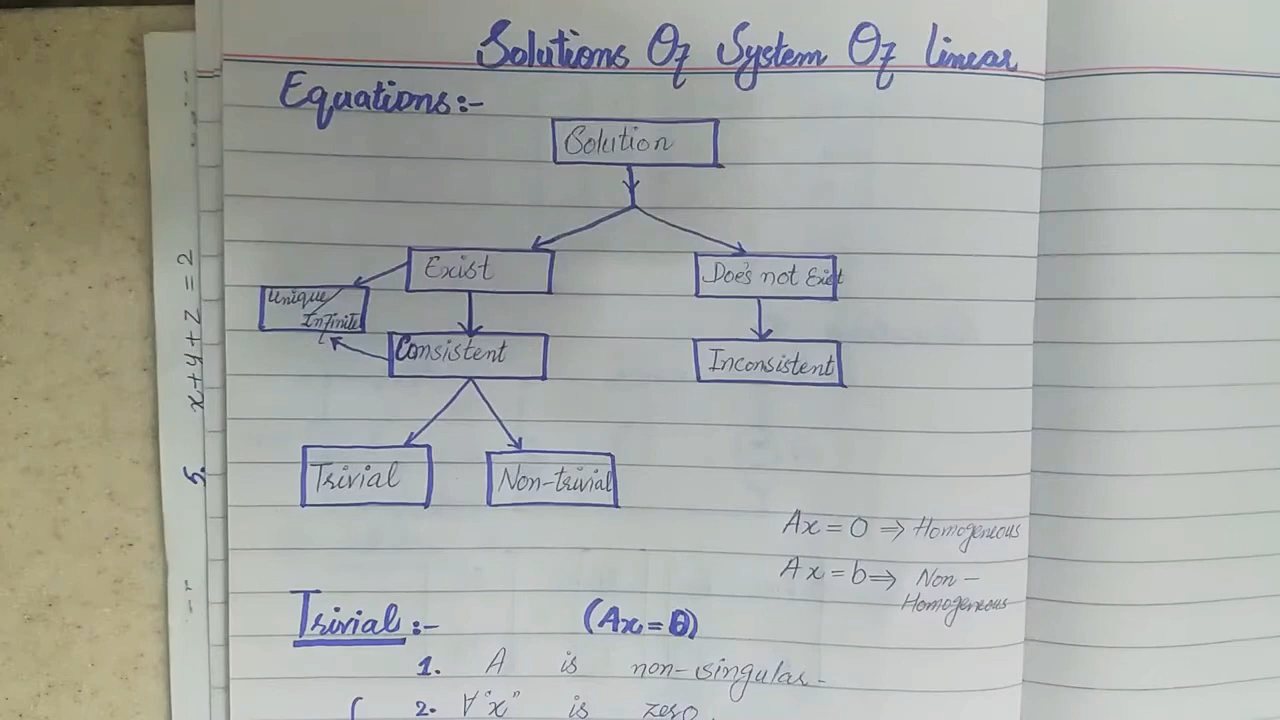 Solutions Of System Of Linear
Equations:-
Solution
Exist
Does not Exist
Unique/
Infinite
Consistent
Inconsistent
Trivial
Non-trivial
Ax = 0 ⇒ Homogeneous
Ax = b ⇒ Non-
Homogeneous
Trivial :- (Ax = 0)
1. A is non-singular.
2. ∀ "x" is zero.
5. x + y + z = 2